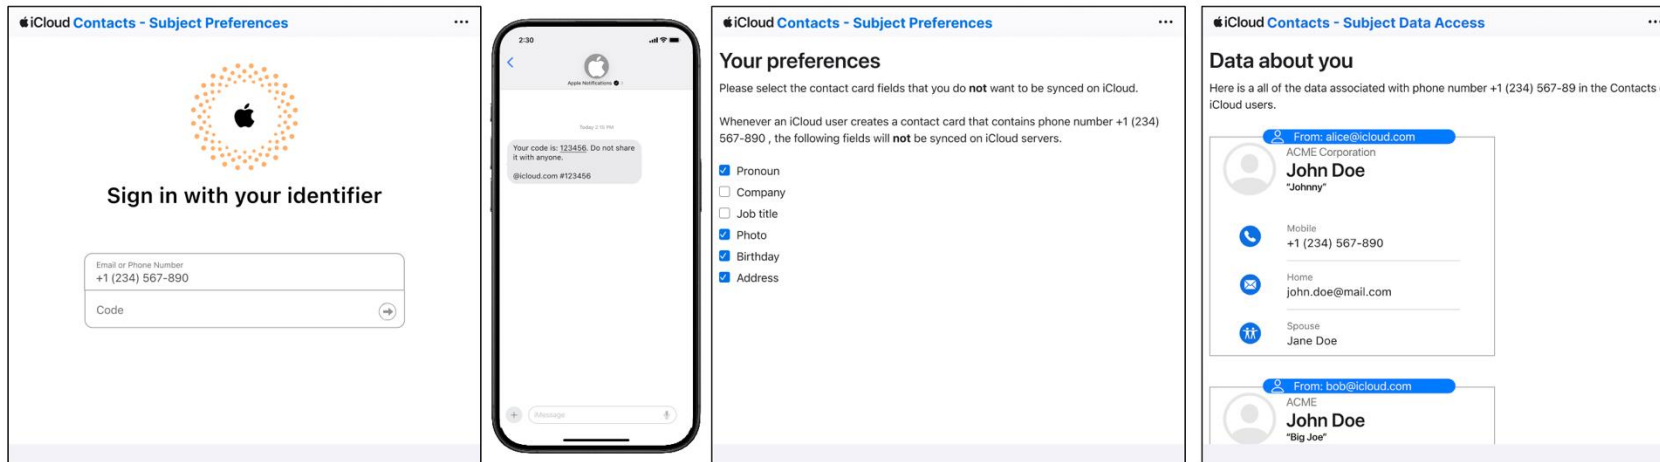 iCloud Contacts - Subject Preferences
Sign in with your identifier
Email or Phone Number
+1 (234) 567-890
Code
2:30
Apple Notifications
Today 2:15 PM
Your code is: 123456. Do not share
it with anyone.
@icloud.com #123456
iMessage
iCloud Contacts - Subject Preferences
Your preferences
Please select the contact card fields that you do not want to be synced on iCloud.
Whenever an iCloud user creates a contact card that contains phone number +1 (234)
567-890 , the following fields will not be synced on iCloud servers.
Pronoun
Company
Job title
Photo
Birthday
Address
iCloud Contacts - Subject Data Access
Data about you
Here is a all of the data associated with phone number +1 (234) 567-89 in the Contacts
iCloud users.
From: alice@icloud.com
ACME Corporation
John Doe
"Johnny"
Mobile
+1 (234) 567-890
Home
john.doe@mail.com
Spouse
Jane Doe
From: bob@icloud.com
ACME
John Doe
"Big Joe"